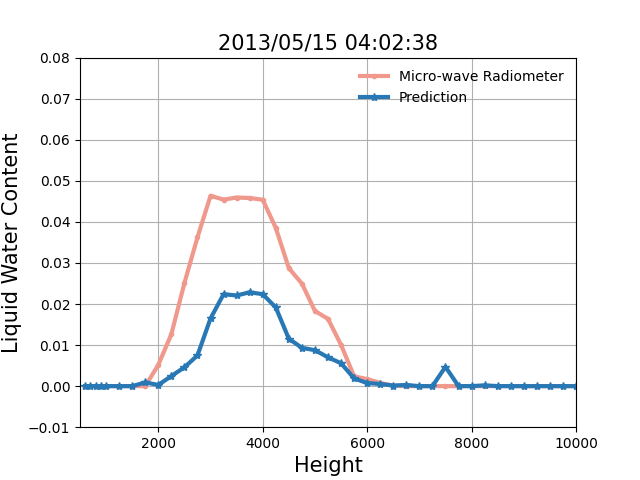 2013/05/15 04:02:38
Micro-wave Radiometer
Prediction
0.08
0.07
0.06
0.05
0.04
0.03
0.02
0.01
0.00
−0.01
Liquid Water Content
2000 4000 6000 8000 10000
Height